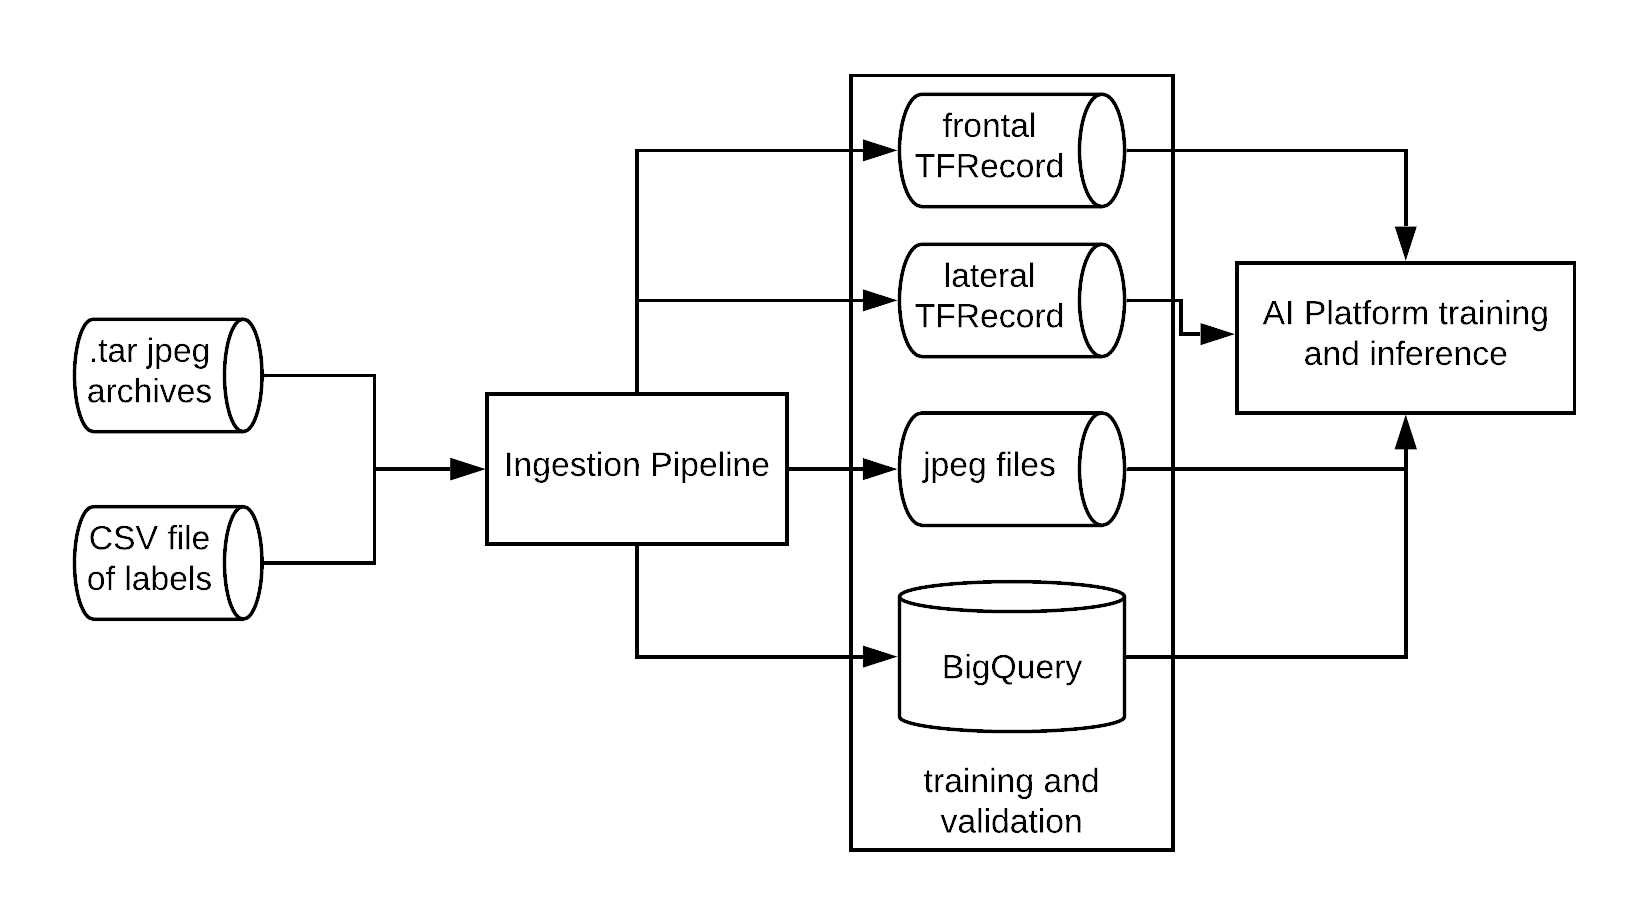 .tar jpeg
archives
CSV file
of labels
Ingestion Pipeline
frontal
TFRecord
lateral
TFRecord
jpeg files
BigQuery
training and
validation
AI Platform training
and inference